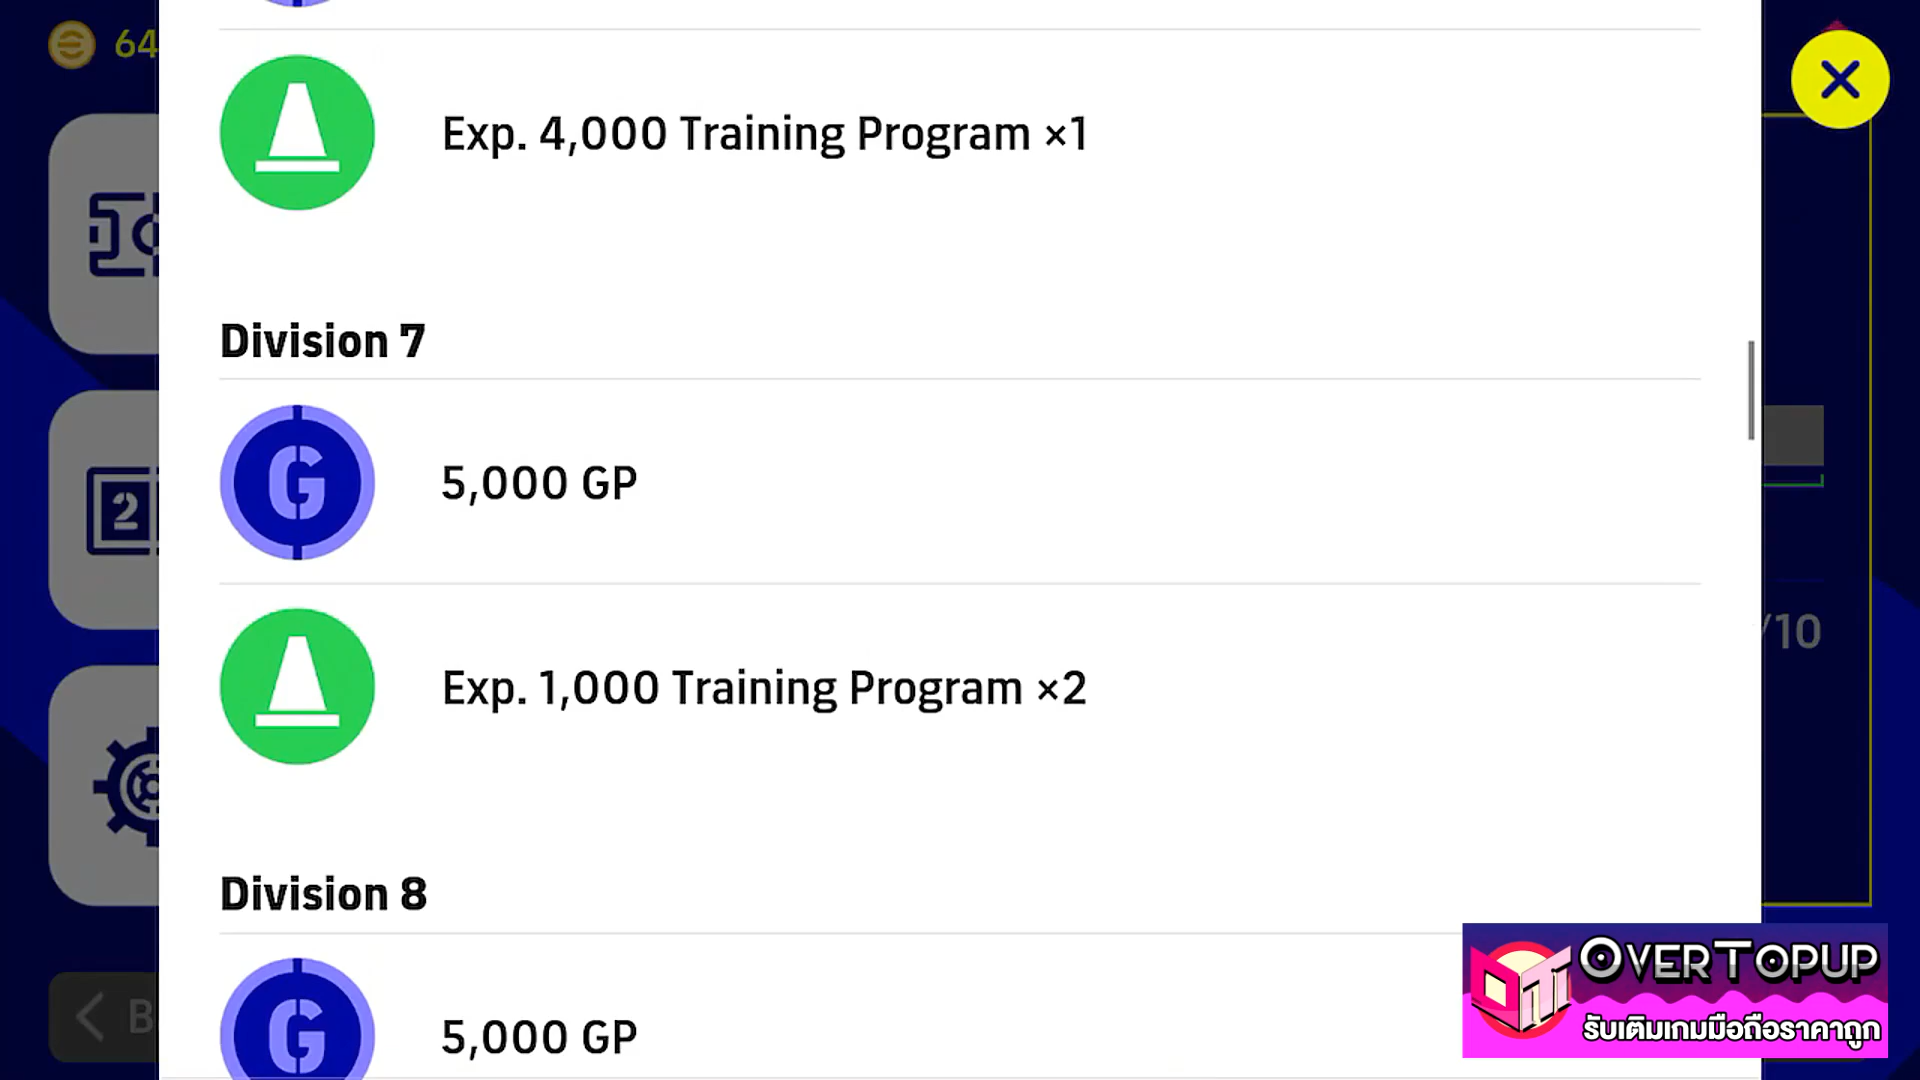 64
Exp. 4,000 Training Program ×1
Division 7
G
5,000 GP
2
/10
Exp. 1,000 Training Program ×2
Division 8
G
5,000 GP
B
OVERTOPUP
รับเติมเกมมือถือราคาถูก